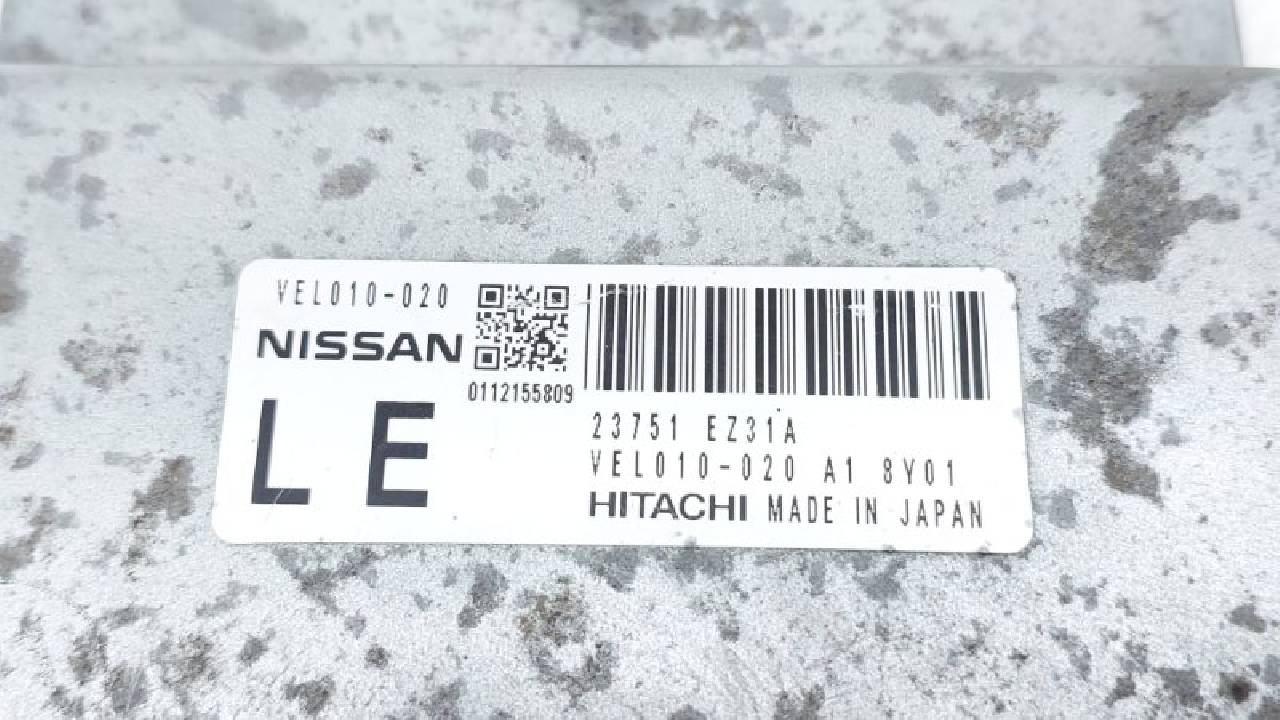 VEL010-020
NISSAN
0112155809
L E
23751 EZ31A
VEL010-020 A1 8Y01
HITACHI MADE IN JAPAN